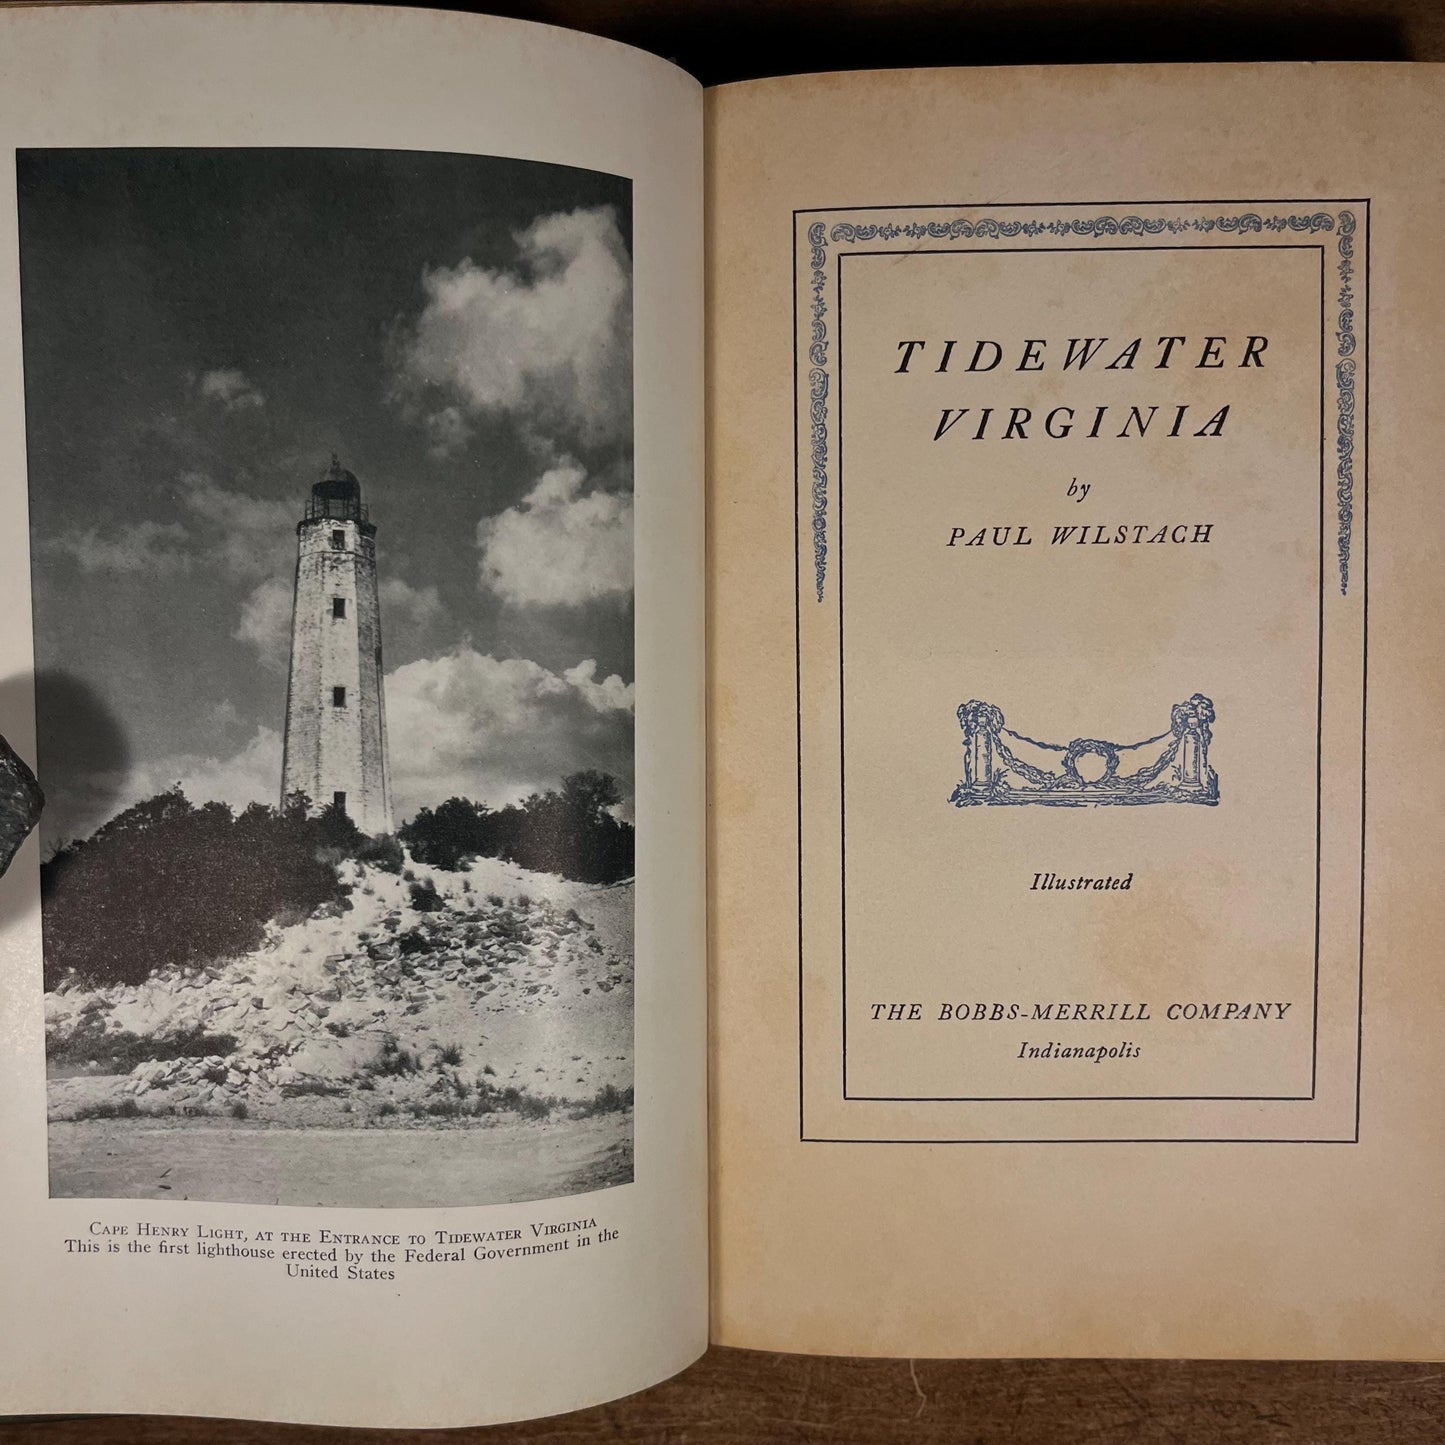 CAPE HENRY LIGHT, AT THE ENTRANCE TO TIDEWATER VIRGINIA
This is the first lighthouse erected by the Federal Government in the
United States
TIDEWATER
VIRGINIA
by
PAUL WILSTACH
Illustrated
THE BOBBS-MERRILL COMPANY
Indianapolis